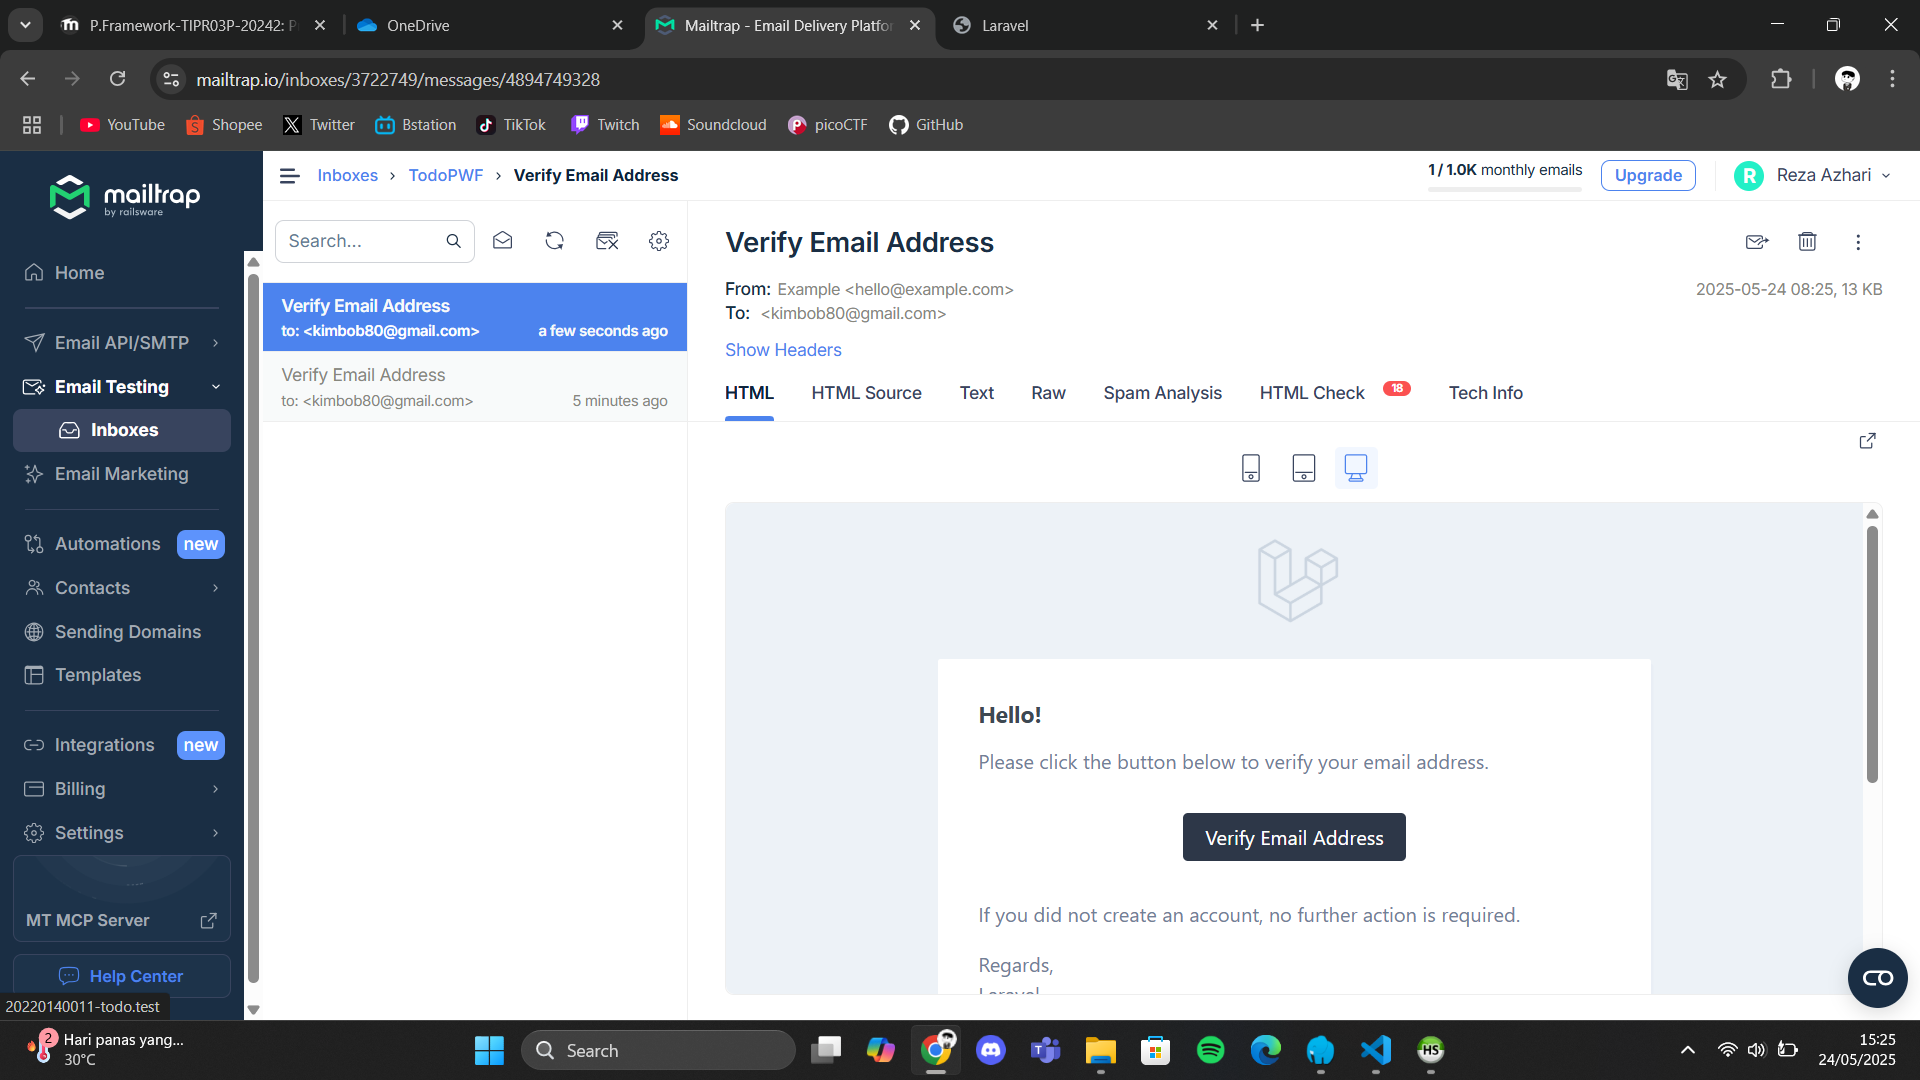 P.Framework-TIPR03P-20242: P
OneDrive
Mailtrap - Email Delivery Platfor
Laravel
mailtrap.io/inboxes/3722749/messages/4894749328
YouTube
Shopee
Twitter
Bstation
TikTok
Twitch
Soundcloud
picoCTF
GitHub
mailtrap
by railsware
Home
Email API/SMTP
Email Testing
Inboxes
Email Marketing
Automations new
Contacts
Sending Domains
Templates
Integrations new
Billing
Settings
MT MCP Server
Help Center
20220140011-todo.test
Inboxes > TodoPWF > Verify Email Address
1 / 1.0K monthly emails
Upgrade
R Reza Azhari
Search...
Verify Email Address
to: <kimbob80@gmail.com> a few seconds ago
Verify Email Address
to: <kimbob80@gmail.com> 5 minutes ago
Verify Email Address
From: Example <hello@example.com>
2025-05-24 08:25, 13 KB
To: <kimbob80@gmail.com>
Show Headers
HTML HTML Source Text Raw Spam Analysis HTML Check 18 Tech Info
Hello!
Please click the button below to verify your email address.
Verify Email Address
If you did not create an account, no further action is required.
Regards,
Laravel
2
Hari panas yang...
30°C
Search
HS
15:25
24/05/2025